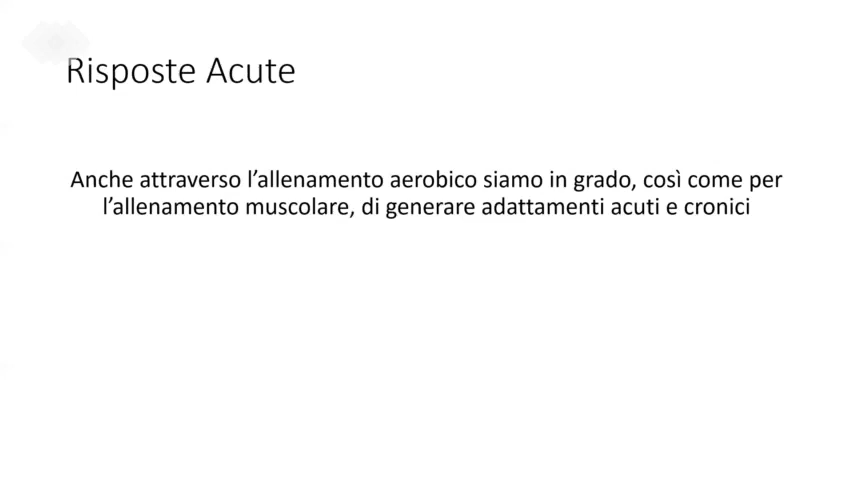 Risposte Acute
Anche attraverso l’allenamento aerobico siamo in grado, così come per
l’allenamento muscolare, di generare adattamenti acuti e cronici